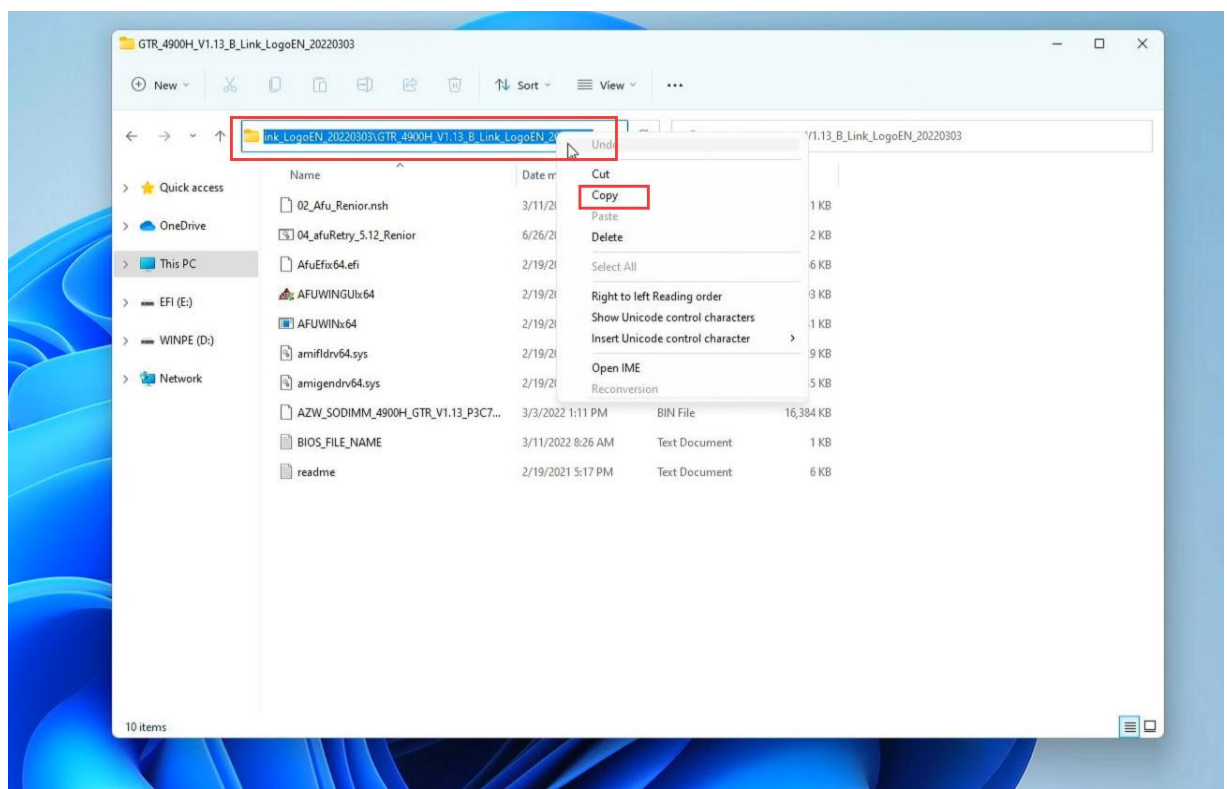 GTR_4900H_V1.13_B_Link_LogoEN_20220303
New Sort View
ink_LogoEN_20220303\GTR_4900H_V1.13_B_Link_LogoEN_20 V1.13_B_Link_LogoEN_20220303
Undo
Cut
Copy
Paste
Delete
Select All
Right to left Reading order
Show Unicode control characters
Insert Unicode control character
Open IME
Reconversion
Quick access
OneDrive
This PC
EFI (E:)
WINPE (D:)
Network
Name Date m
02_Afu_Renior.nsh 3/11/20 1 KB
04_afuRetry_5.12_Renior 6/26/20 2 KB
AfuEfix64.efi 2/19/20 6 KB
AFUWINGUIx64 2/19/20 3 KB
AFUWINx64 2/19/20 1 KB
amifldrv64.sys 2/19/20 9 KB
amigendrv64.sys 2/19/20 5 KB
AZW_SODIMM_4900H_GTR_V1.13_P3C7... 3/3/2022 1:11 PM BIN File 16,384 KB
BIOS_FILE_NAME 3/11/2022 8:26 AM Text Document 1 KB
readme 2/19/2021 5:17 PM Text Document 6 KB
10 items